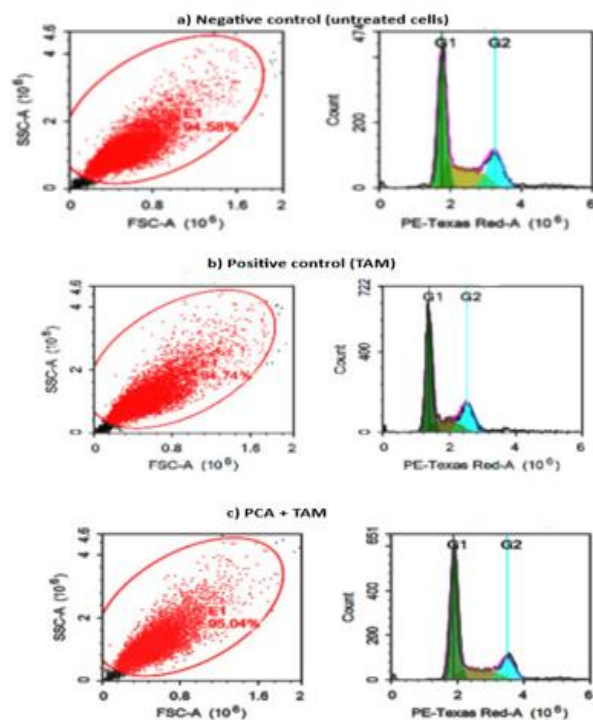 a) Negative control (untreated cells)
4.6
4
2
0
SSC-A (10⁶)
E1
94.58%
0.8 1.6 2
FSC-A (10⁶)
474
200
0
Count
G1 G2
0 2 4 6
PE-Texas Red-A (10⁶)
b) Positive control (TAM)
4.6
4
2
0
SSC-A (10⁶)
94.74%
0 0.8 1.6 2
FSC-A (10⁶)
722
400
0
Count
G1 G2
0 2 4 6
PE-Texas Red-A (10⁶)
c) PCA + TAM
4.6
4
2
0
SSC-A (10⁶)
E1
95.04%
0 0.8 1.6 2
FSC-A (10⁶)
651
400
200
0
Count
G1 G2
0 2 4 6
PE-Texas Red-A (10⁶)